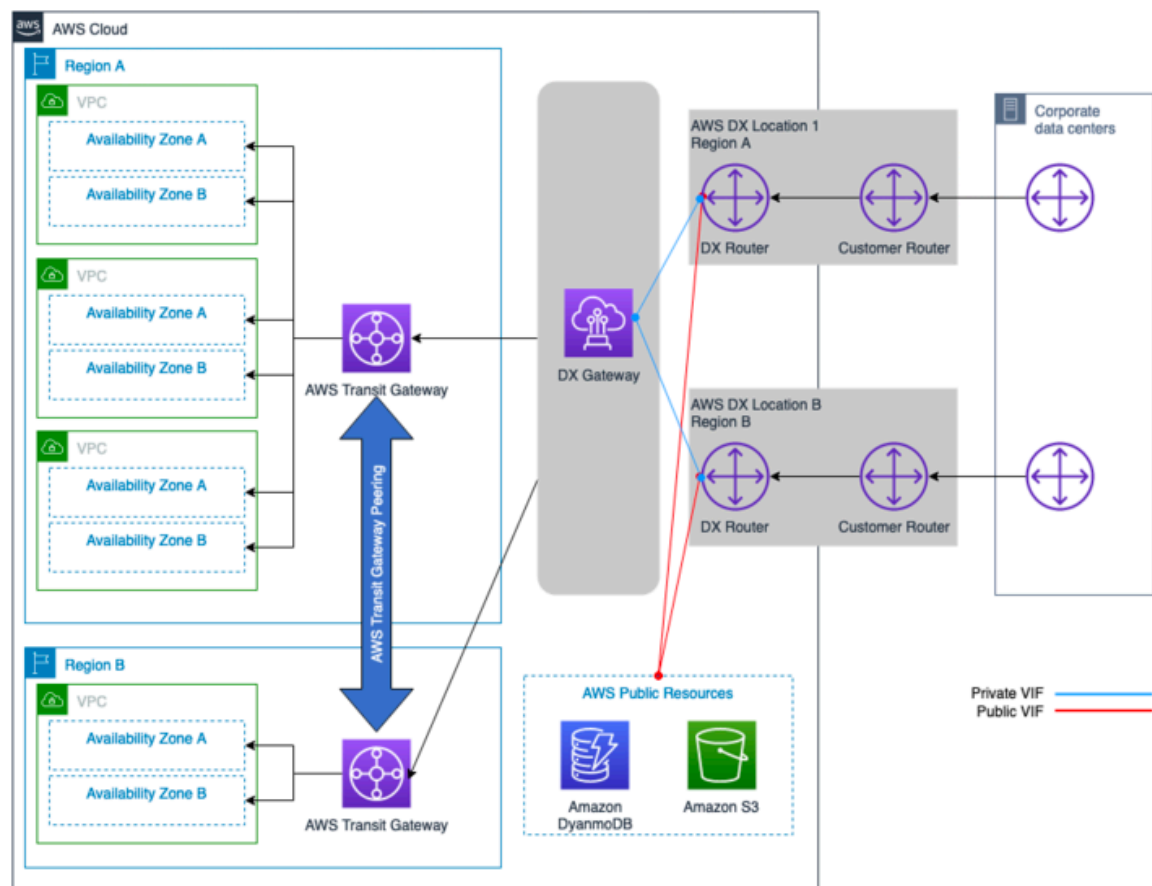 aws
AWS Cloud
Region A
VPC
Availability Zone A
Availability Zone B
VPC
Availability Zone A
Availability Zone B
VPC
Availability Zone A
Availability Zone B
AWS Transit Gateway
AWS Transit Gateway Peering
Region B
VPC
Availability Zone A
Availability Zone B
AWS Transit Gateway
DX Gateway
AWS DX Location 1
Region A
DX Router
Customer Router
AWS DX Location B
Region B
DX Router
Customer Router
Corporate
data centers
AWS Public Resources
Amazon
DyanmoDB
Amazon S3
Private VIF
Public VIF